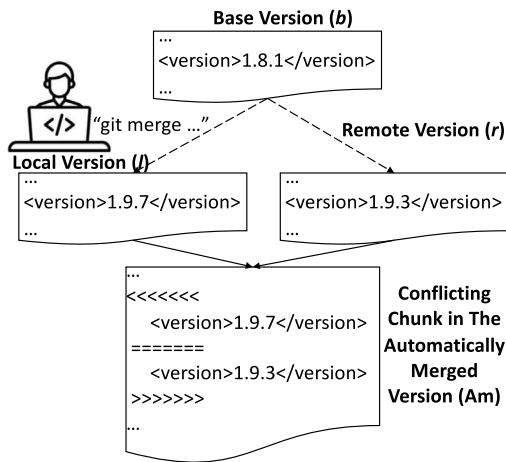 Base Version (b)
...
<version>1.8.1</version>
...
</>
“git merge …”
Remote Version (r)
Local Version (l)
...
<version>1.9.7</version>
...
...
<version>1.9.3</version>
...
...
<<<<<<<
<version>1.9.7</version>
=======
<version>1.9.3</version>
>>>>>>>
...
Conflicting
Chunk in The
Automatically
Merged
Version (Am)